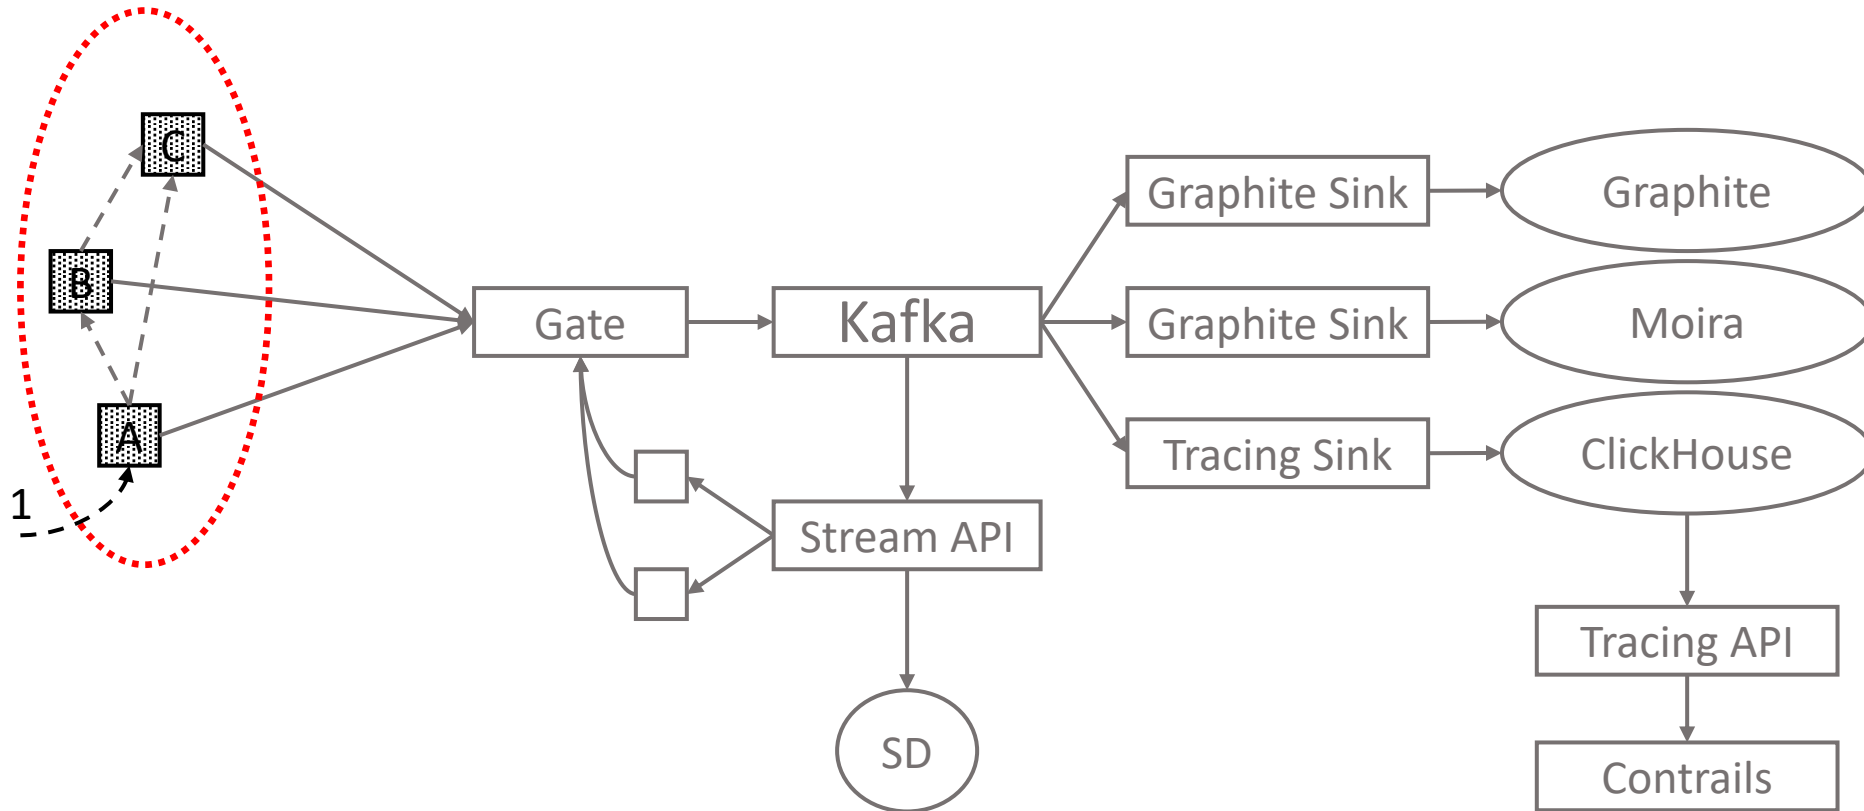 C
B
A
1
Gate
Kafka
Graphite Sink
Graphite
Graphite Sink
Moira
Tracing Sink
ClickHouse
Stream API
SD
Tracing API
Contrails